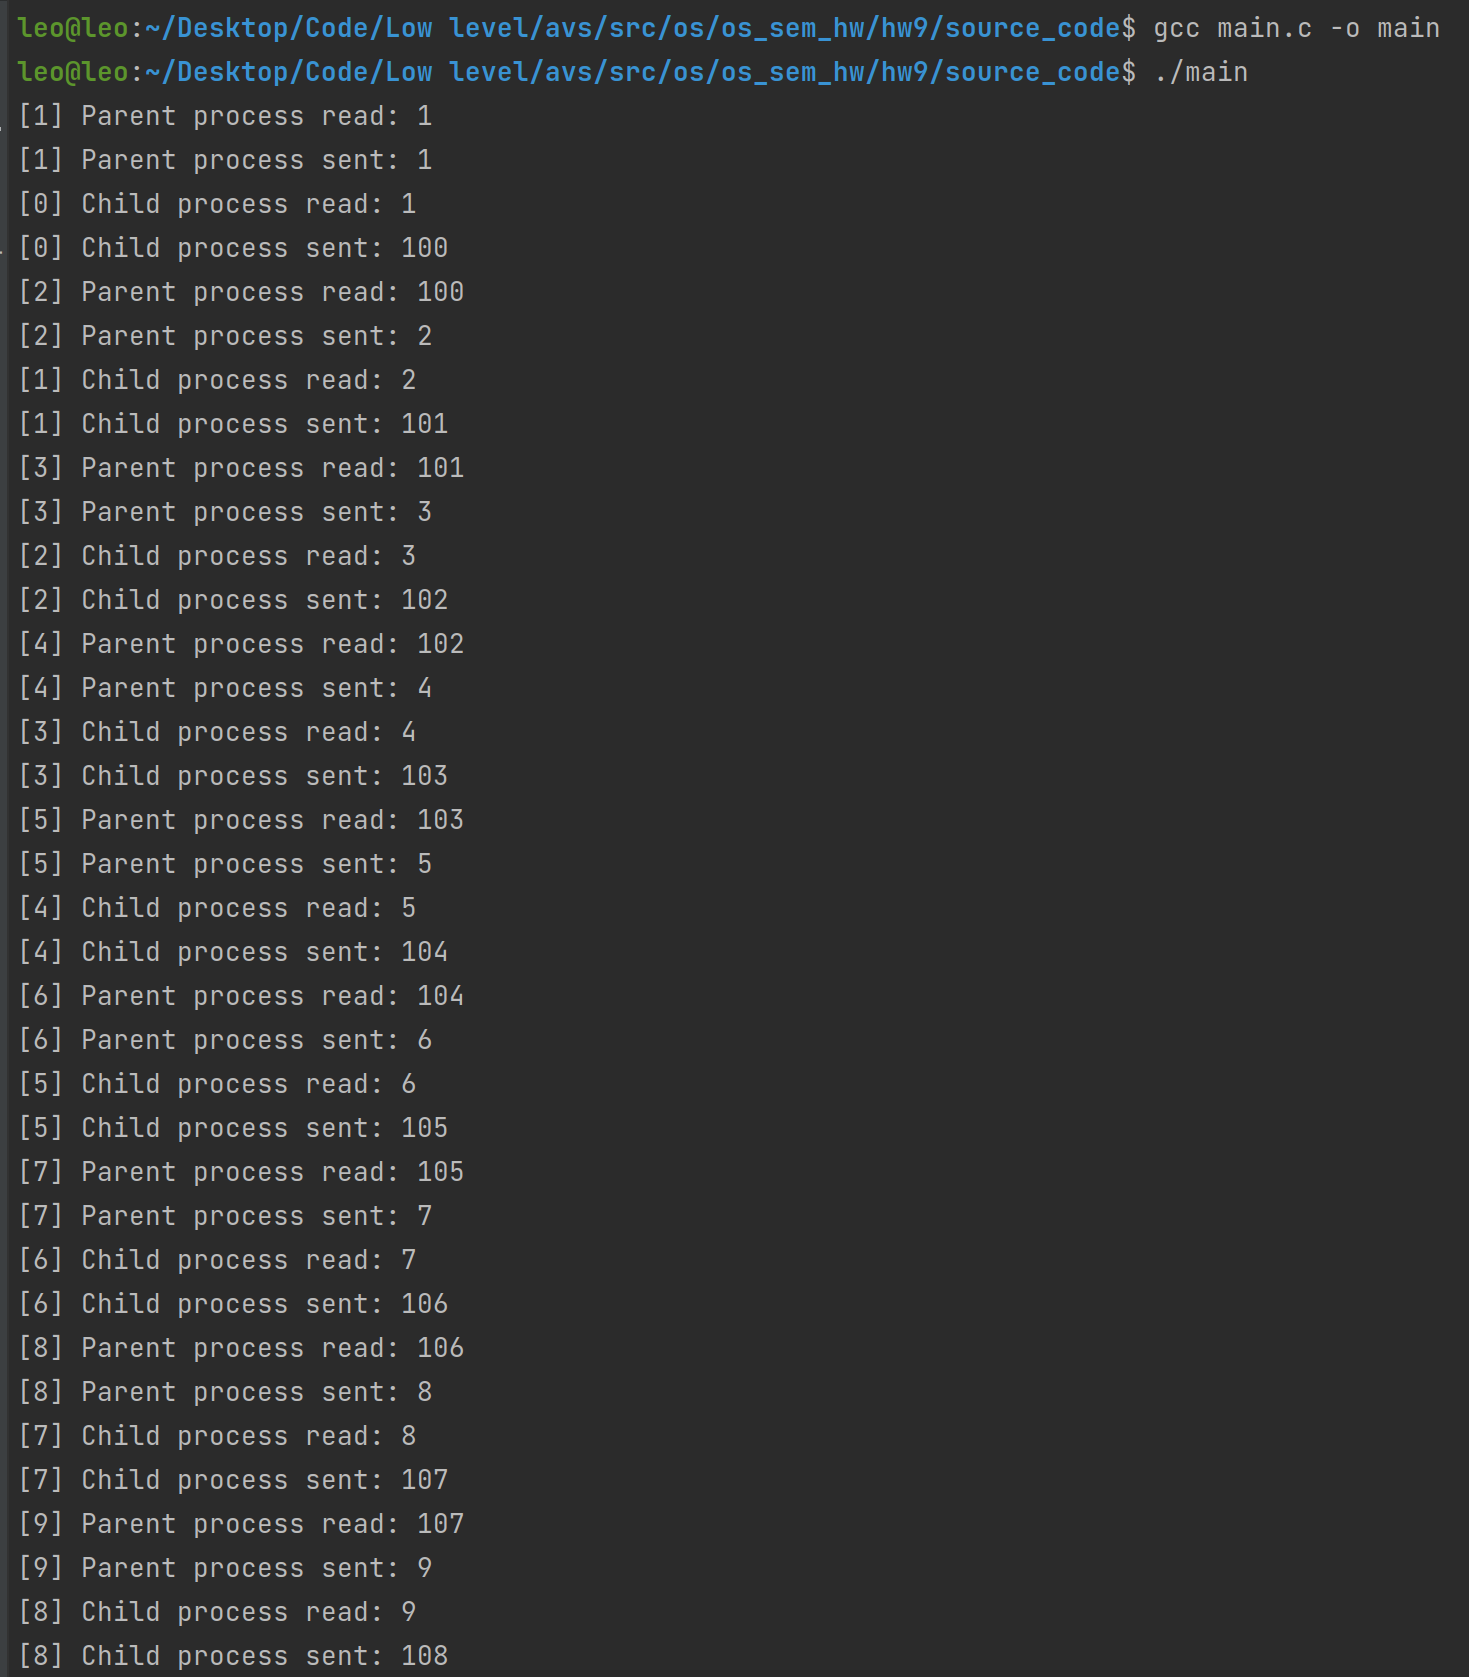 leo@leo:~/Desktop/Code/Low level/avs/src/os/os_sem_hw/hw9/source_code$ gcc main.c -o main
leo@leo:~/Desktop/Code/Low level/avs/src/os/os_sem_hw/hw9/source_code$ ./main
[1] Parent process read: 1
[1] Parent process sent: 1
[0] Child process read: 1
[0] Child process sent: 100
[2] Parent process read: 100
[2] Parent process sent: 2
[1] Child process read: 2
[1] Child process sent: 101
[3] Parent process read: 101
[3] Parent process sent: 3
[2] Child process read: 3
[2] Child process sent: 102
[4] Parent process read: 102
[4] Parent process sent: 4
[3] Child process read: 4
[3] Child process sent: 103
[5] Parent process read: 103
[5] Parent process sent: 5
[4] Child process read: 5
[4] Child process sent: 104
[6] Parent process read: 104
[6] Parent process sent: 6
[5] Child process read: 6
[5] Child process sent: 105
[7] Parent process read: 105
[7] Parent process sent: 7
[6] Child process read: 7
[6] Child process sent: 106
[8] Parent process read: 106
[8] Parent process sent: 8
[7] Child process read: 8
[7] Child process sent: 107
[9] Parent process read: 107
[9] Parent process sent: 9
[8] Child process read: 9
[8] Child process sent: 108